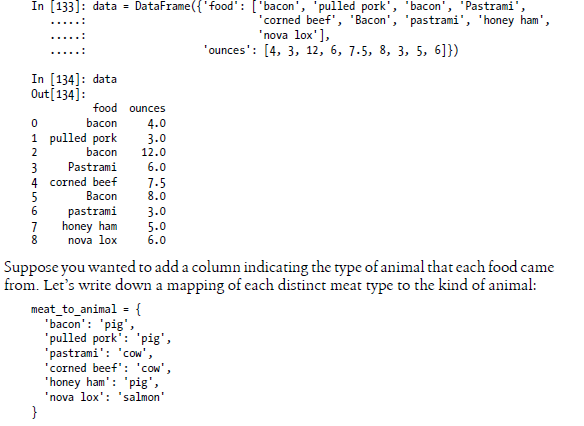 In [133]: data = DataFrame({'food': ['bacon', 'pulled pork', 'bacon', 'Pastrami',
.....: 'corned beef', 'Bacon', 'pastrami', 'honey ham',
.....: 'nova lox'],
.....: 'ounces': [4, 3, 12, 6, 7.5, 8, 3, 5, 6]})
In [134]: data
Out[134]:
food ounces
0 bacon 4.0
1 pulled pork 3.0
2 bacon 12.0
3 Pastrami 6.0
4 corned beef 7.5
5 Bacon 8.0
6 pastrami 3.0
7 honey ham 5.0
8 nova lox 6.0
Suppose you wanted to add a column indicating the type of animal that each food came
from. Let's write down a mapping of each distinct meat type to the kind of animal:
meat_to_animal = {
'bacon': 'pig',
'pulled pork': 'pig',
'pastrami': 'cow',
'corned beef': 'cow',
'honey ham': 'pig',
'nova lox': 'salmon'
}